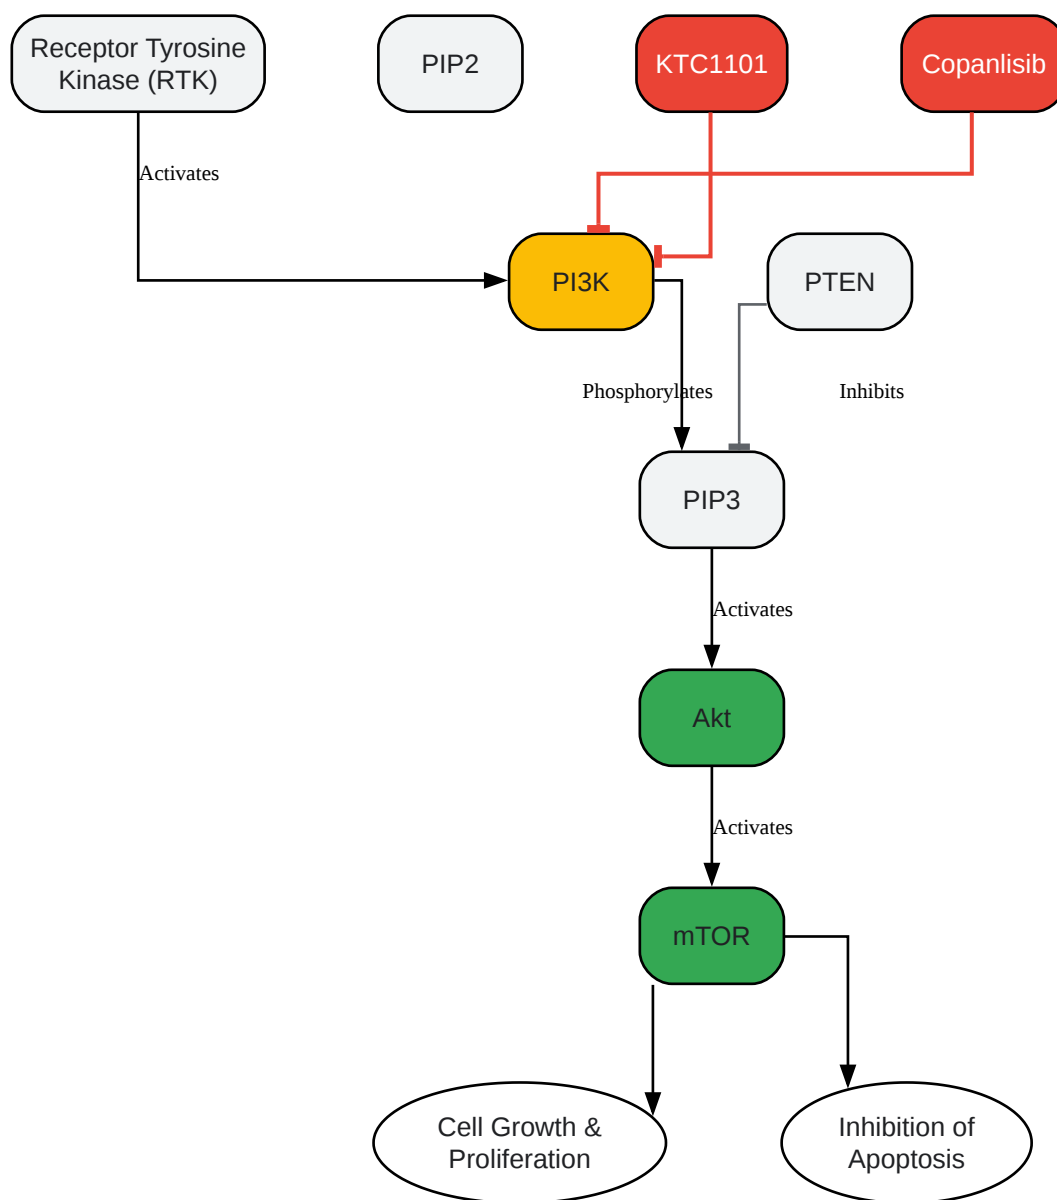 Receptor Tyrosine
Kinase (RTK)
PIP2
KTC1101
Copanlisib
Activates
PI3K
PTEN
Phosphorylates
Inhibits
PIP3
Activates
Akt
Activates
mTOR
Cell Growth &
Proliferation
Inhibition of
Apoptosis